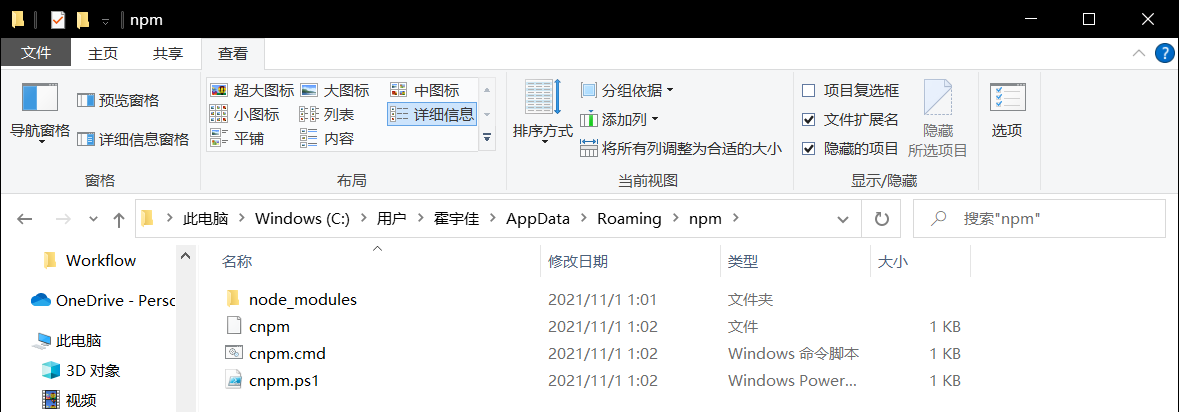 npm
文件 主页 共享 查看
超大图标 大图标 中图标 分组依据 项目复选框
预览窗格 小图标 列表 详细信息 添加列 文件扩展名
导航窗格 详细信息窗格 平铺 内容 排序方式 将所有列调整为合适的大小 隐藏的项目 隐藏 所选项目 选项
窗格 布局 当前视图 显示/隐藏
此电脑 Windows (C:) 用户 霍宇佳 AppData Roaming npm 搜索"npm"
Workflow 名称 修改日期 类型 大小
OneDrive - Perso node_modules 2021/11/1 1:01 文件夹
cnpm 2021/11/1 1:02 文件 1 KB
此电脑 cnpm.cmd 2021/11/1 1:02 Windows 命令脚本 1 KB
3D 对象 cnpm.ps1 2021/11/1 1:02 Windows Power... 1 KB
视频